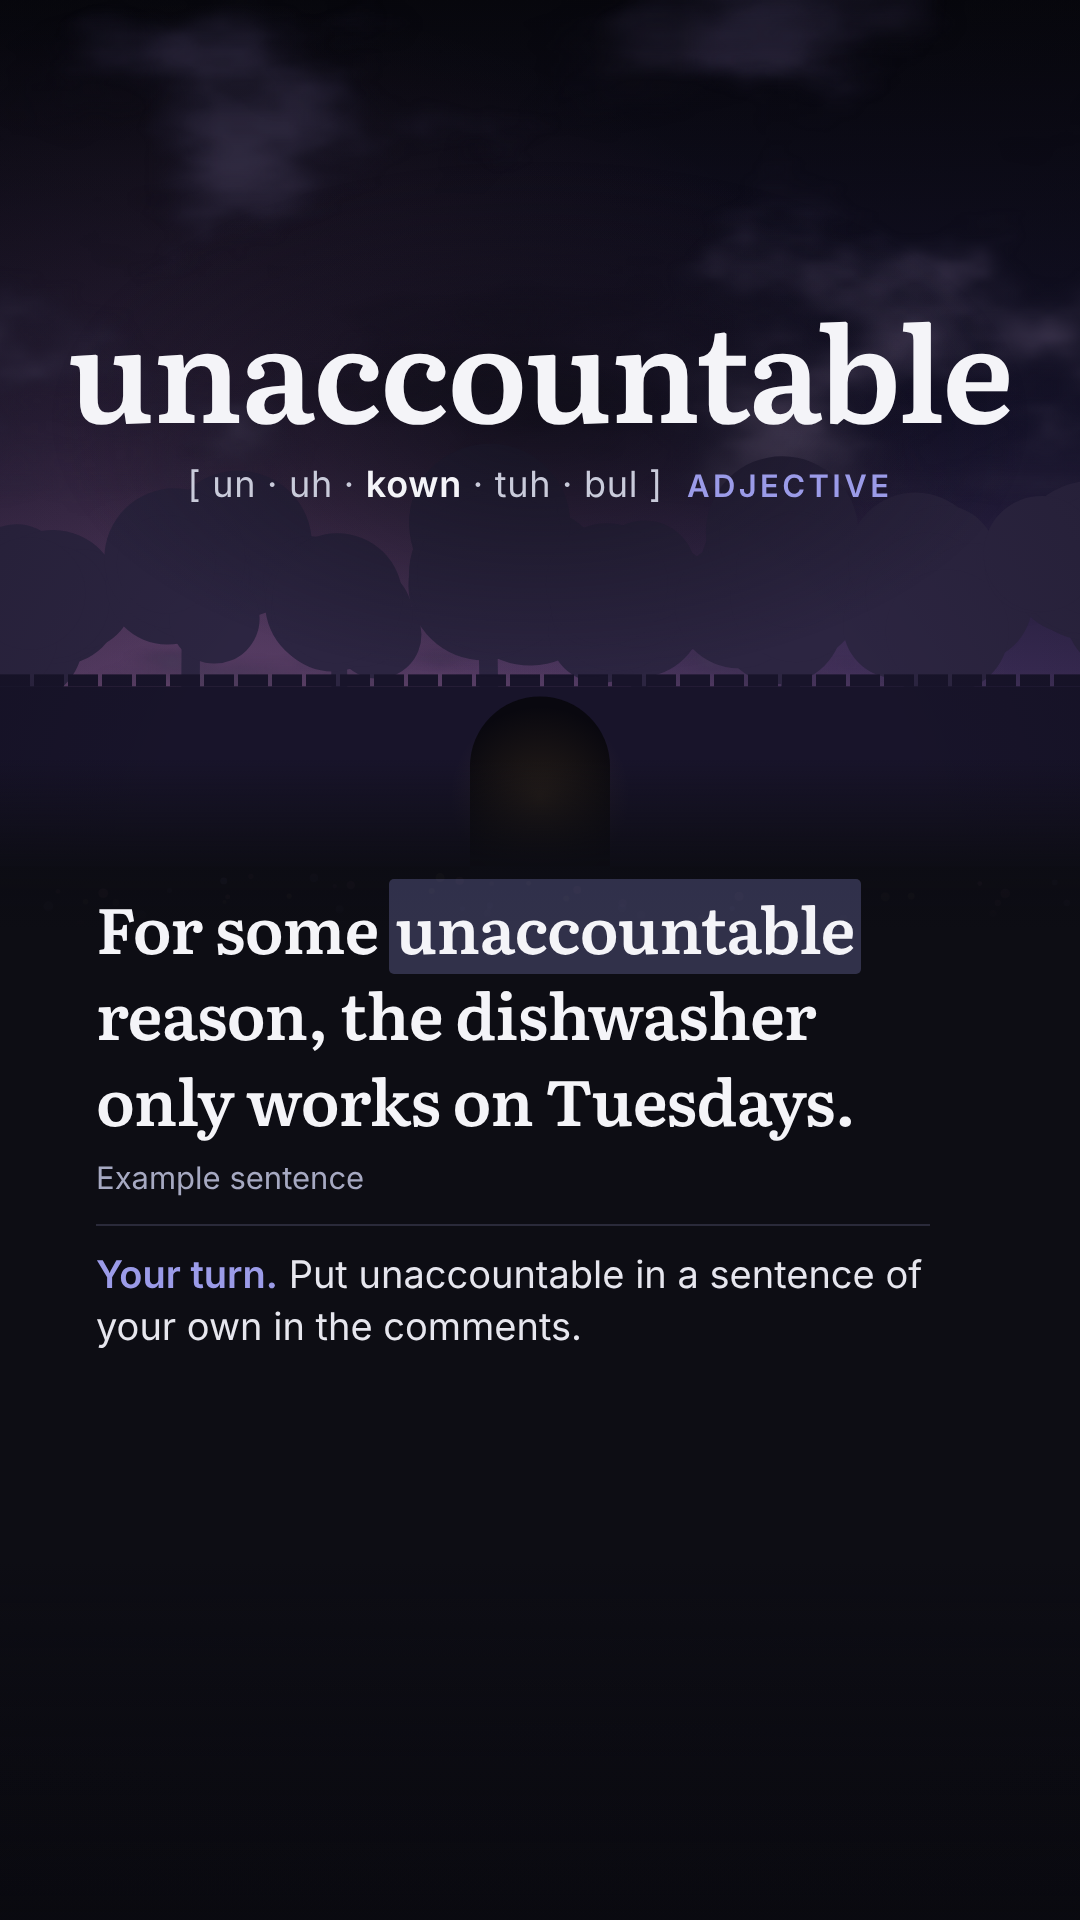 unaccountable
[ un · uh · kown · tuh · bul ] ADJECTIVE
For some unaccountable
reason, the dishwasher
only works on Tuesdays.
Example sentence
Your turn. Put unaccountable in a sentence of
your own in the comments.